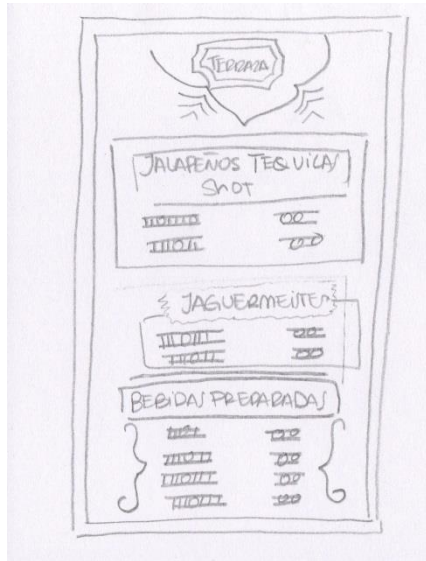 TERRAZA
JALAPEÑOS TEQUILAS/
SHOT
JAGUERMEITER
BEBIDAS PREPARADAS